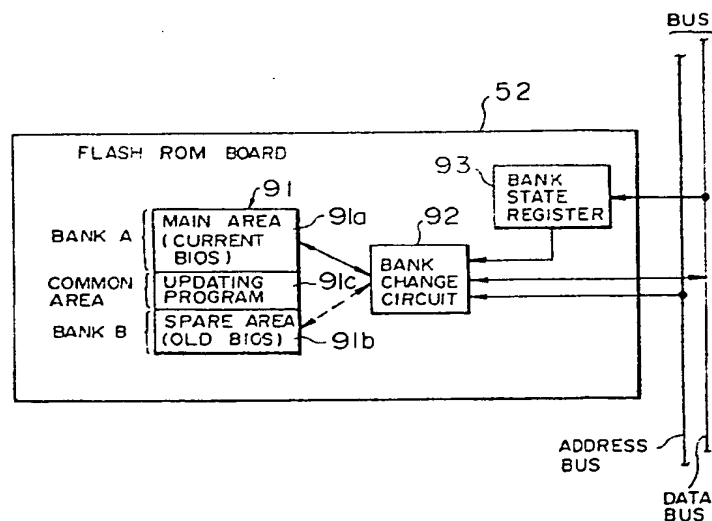 BUS
52
FLASH ROM BOARD
93
BANK
STATE
REGISTER
91
BANK A
MAIN AREA
(CURRENT
BIOS)
91a
92
BANK
CHANGE
CIRCUIT
COMMON
AREA
UPDATING
PROGRAM
91c
BANK B
SPARE AREA
(OLD BIOS)
91b
ADDRESS
BUS
DATA
BUS